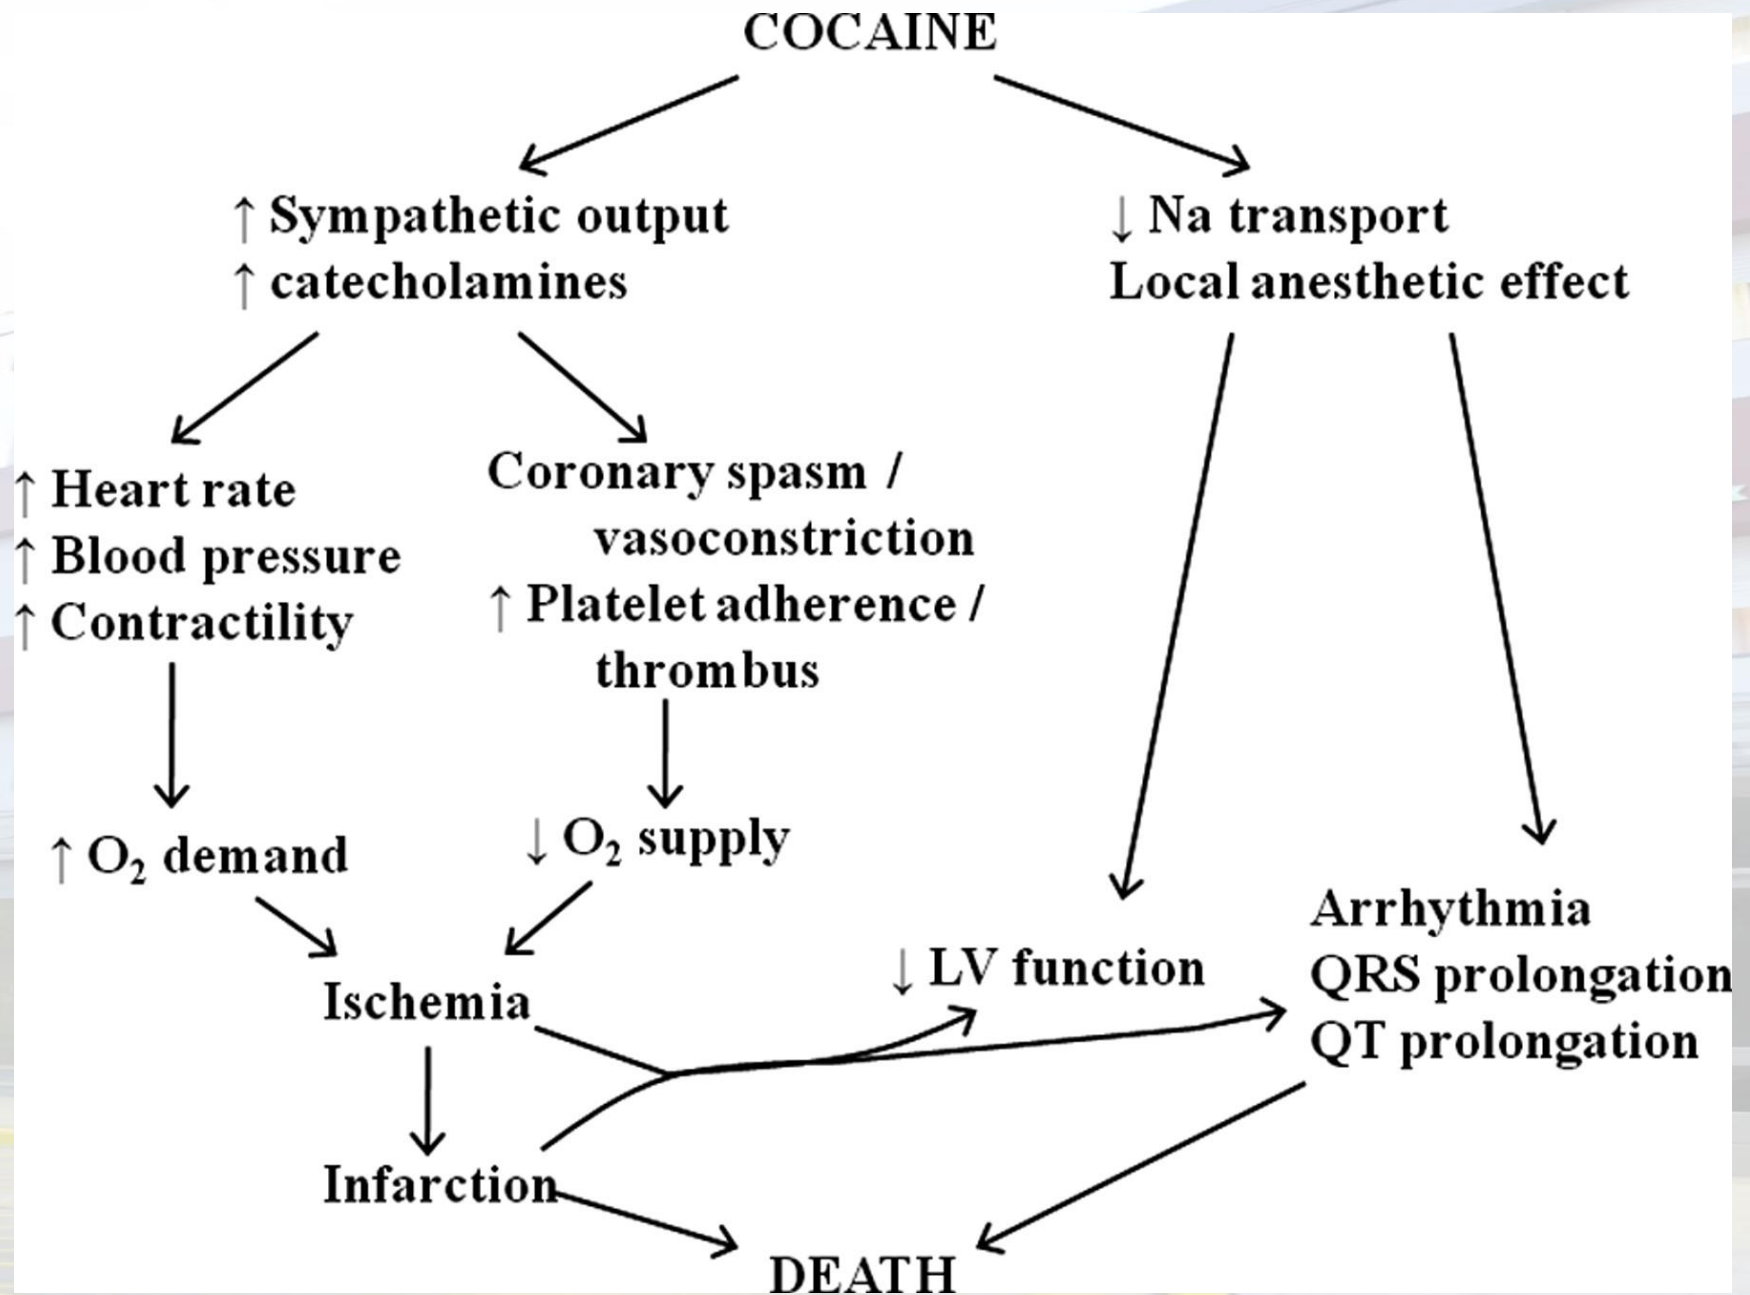 COCAINE
↑ Sympathetic output
↑ catecholamines
↓ Na transport
Local anesthetic effect
↑ Heart rate
↑ Blood pressure
↑ Contractility
Coronary spasm /
vasoconstriction
↑ Platelet adherence /
thrombus
↑ O₂ demand
↓ O₂ supply
Ischemia
↓ LV function
Arrhythmia
QRS prolongation
QT prolongation
Infarction
DEATH